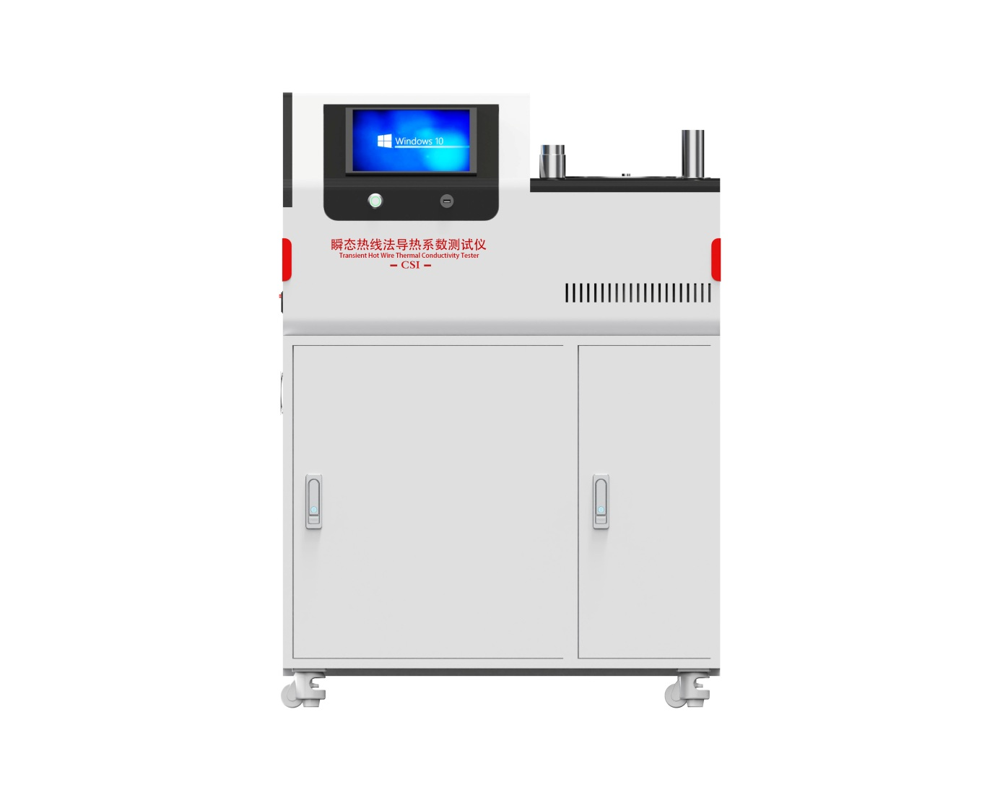 Windows 10
瞬态热线法导热系数测试仪
Transient Hot Wire Thermal Conductivity Tester
CSI